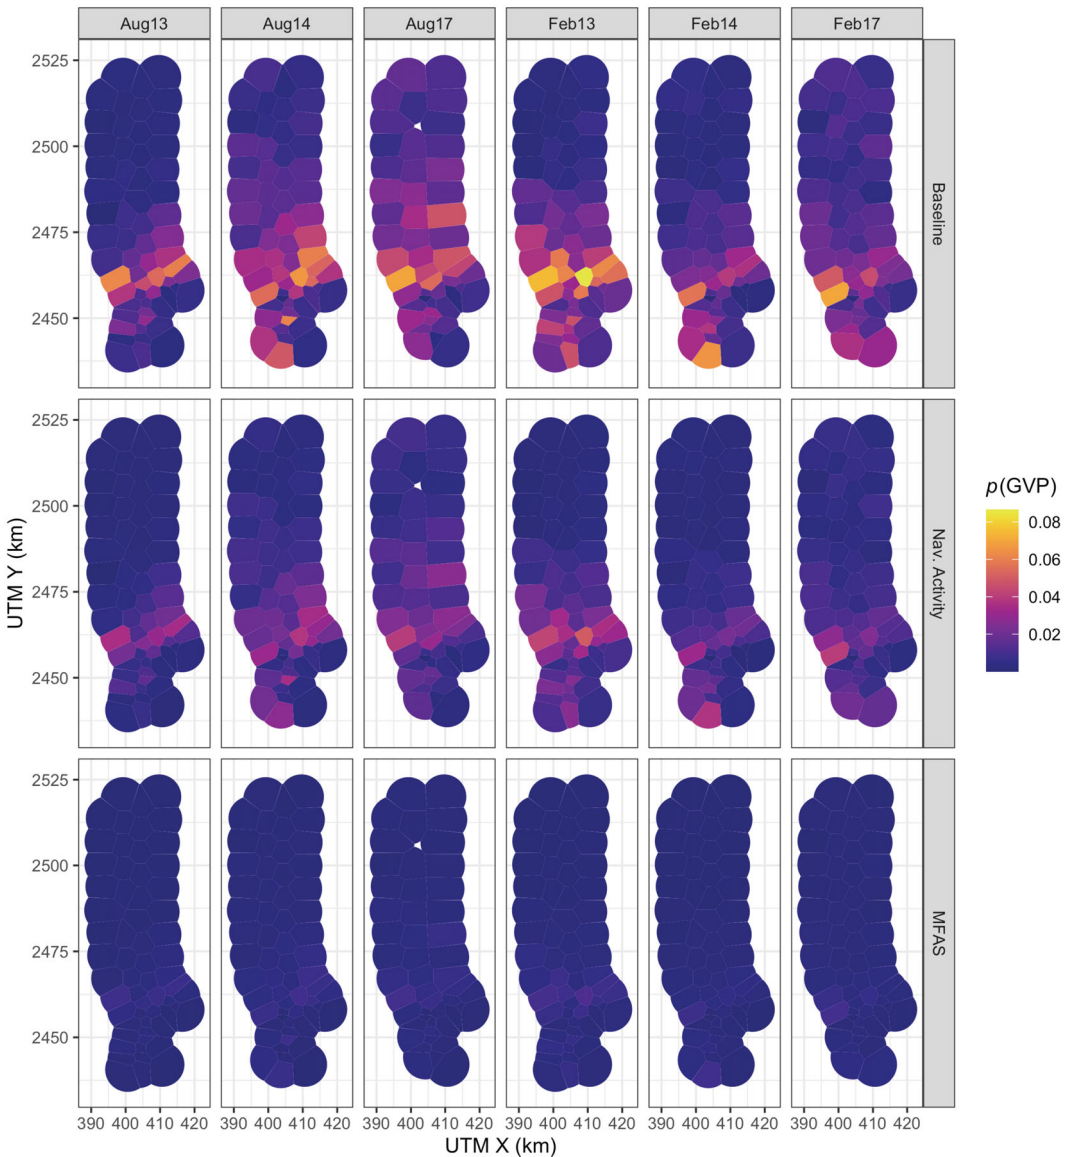 Aug13 Aug14 Aug17 Feb13 Feb14 Feb17
2525
2500
2475
2450
Baseline
2525
2500
2475
2450
Nav. Activity
2525
2500
2475
2450
MFAS
UTM Y (km)
390 400 410 420 390 400 410 420 390 400 410 420 390 400 410 420 390 400 410 420 390 400 410 420
UTM X (km)
p(GVP)
0.08
0.06
0.04
0.02